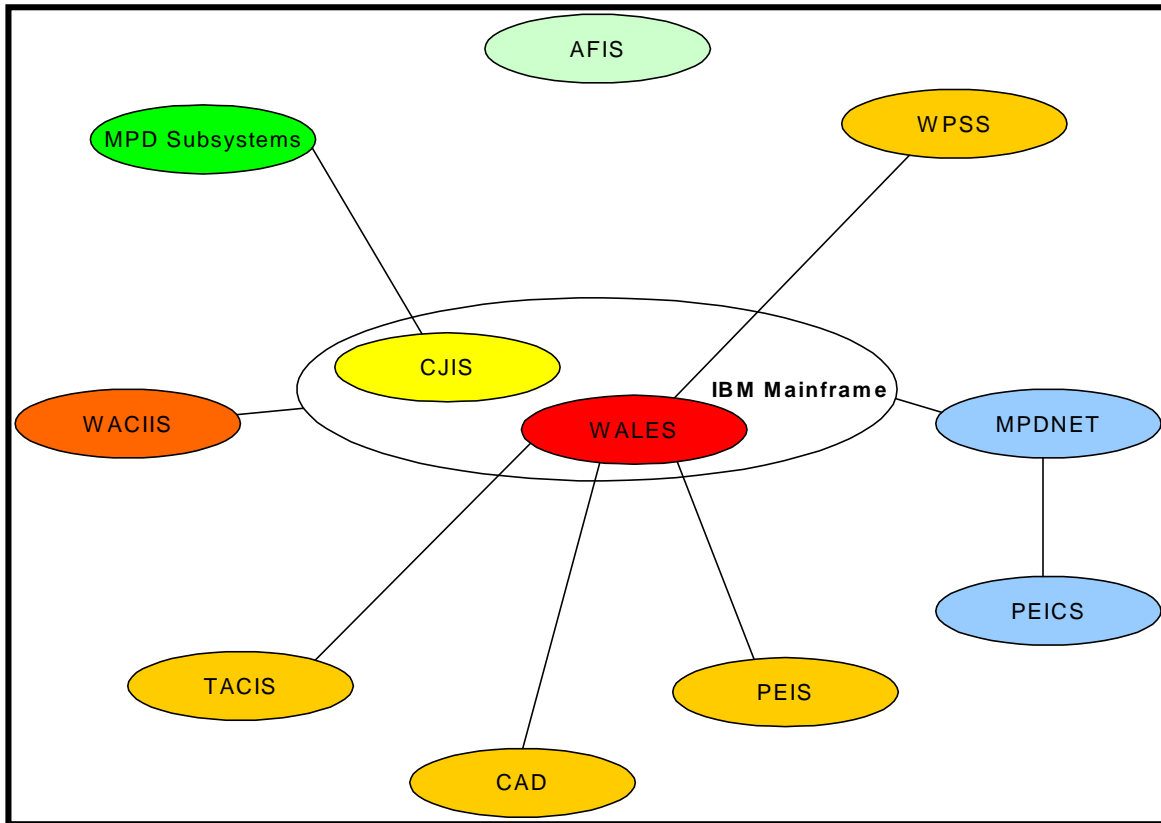 AFIS
WPSS
MPD Subsystems
CJIS
IBM Mainframe
WACIIS
WALES
MPDNET
PEICS
TACIS
PEIS
CAD